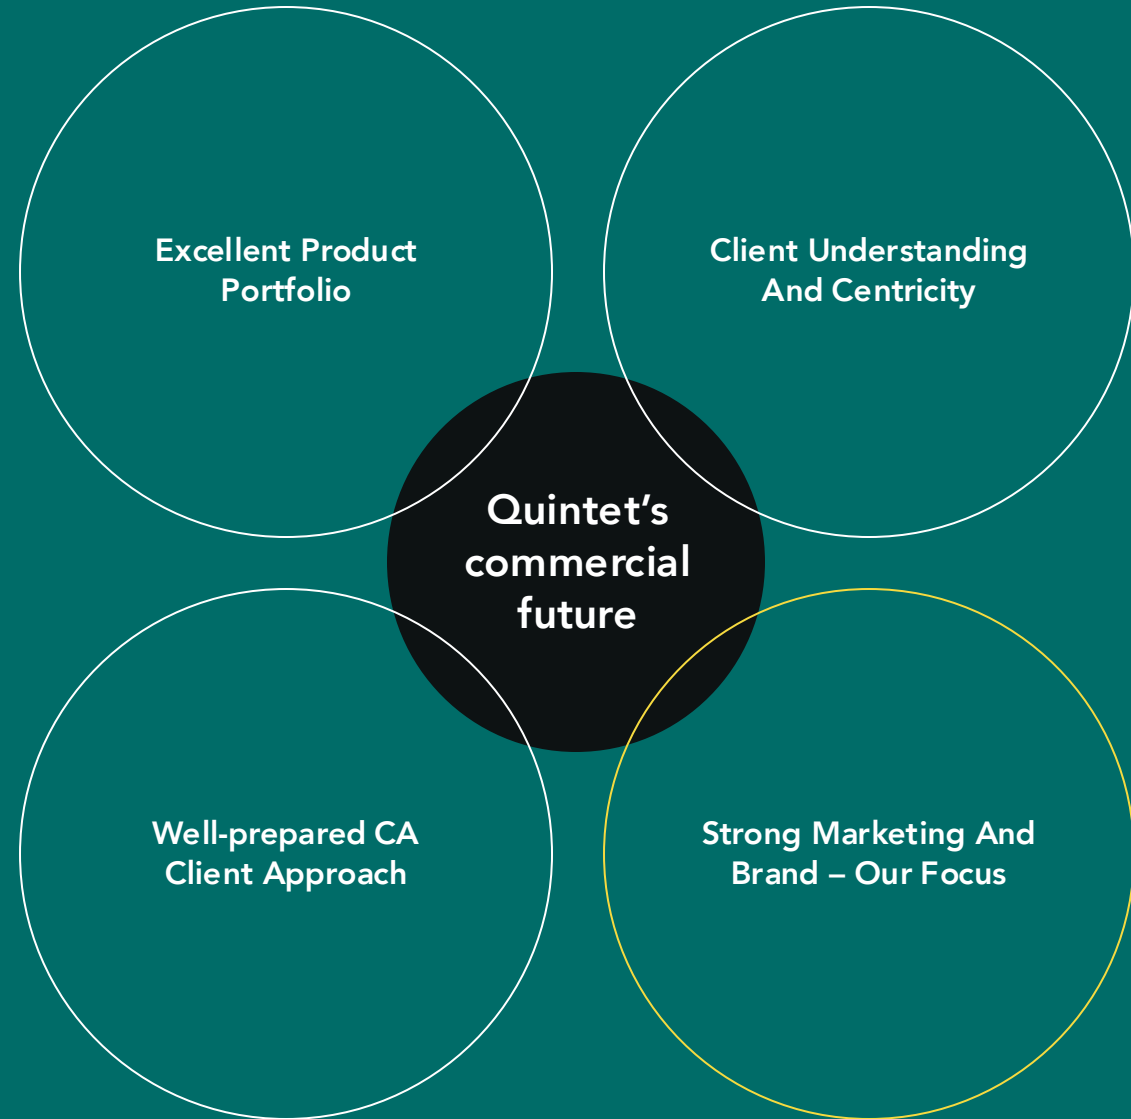 Excellent Product
Portfolio
Client Understanding
And Centricity
Quintet’s
commercial
future
Well-prepared CA
Client Approach
Strong Marketing And
Brand – Our Focus